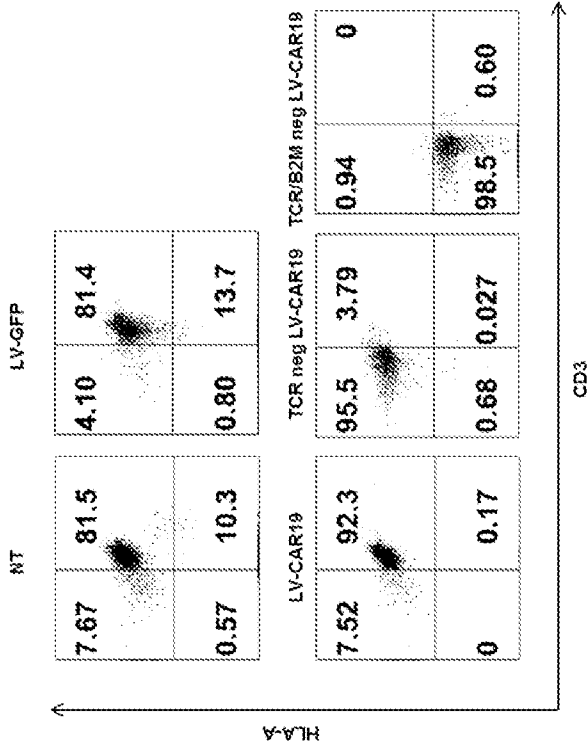 NT
LV-GFP
7.67
81.5
4.10
81.4
0.57
10.3
0.80
13.7
LV-CAR19
TCR neg LV-CAR19
TCR/B2M neg LV-CAR19
7.52
92.3
95.5
3.79
0.94
0
0
0.17
0.68
0.027
98.5
0.60
HLA-A
CD3